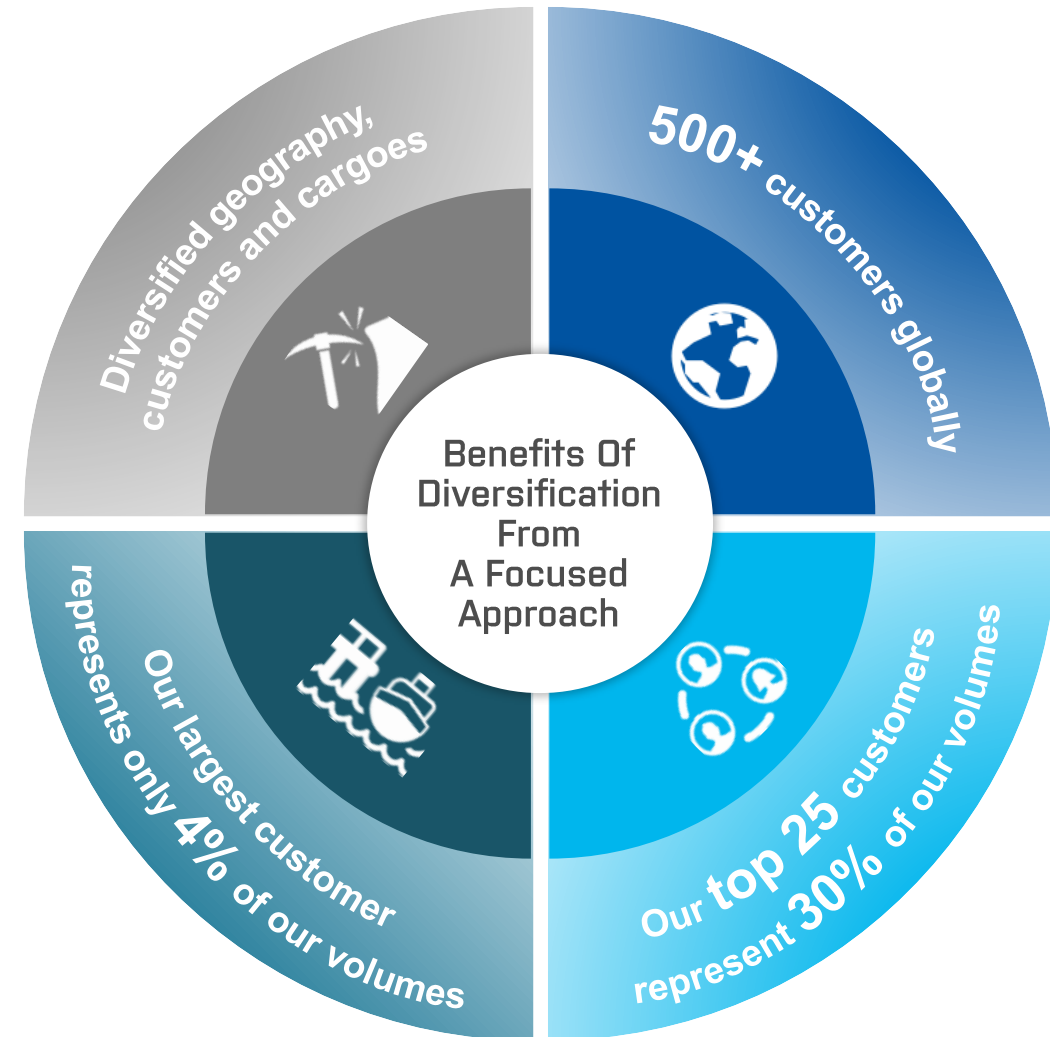 Diversified geography,
customers and cargoes
500+ customers globally
Benefits Of
Diversification
From
A Focused
Approach
Our largest customer
represents only 4% of our volumes
Our top 25 customers
represent 30% of our volumes